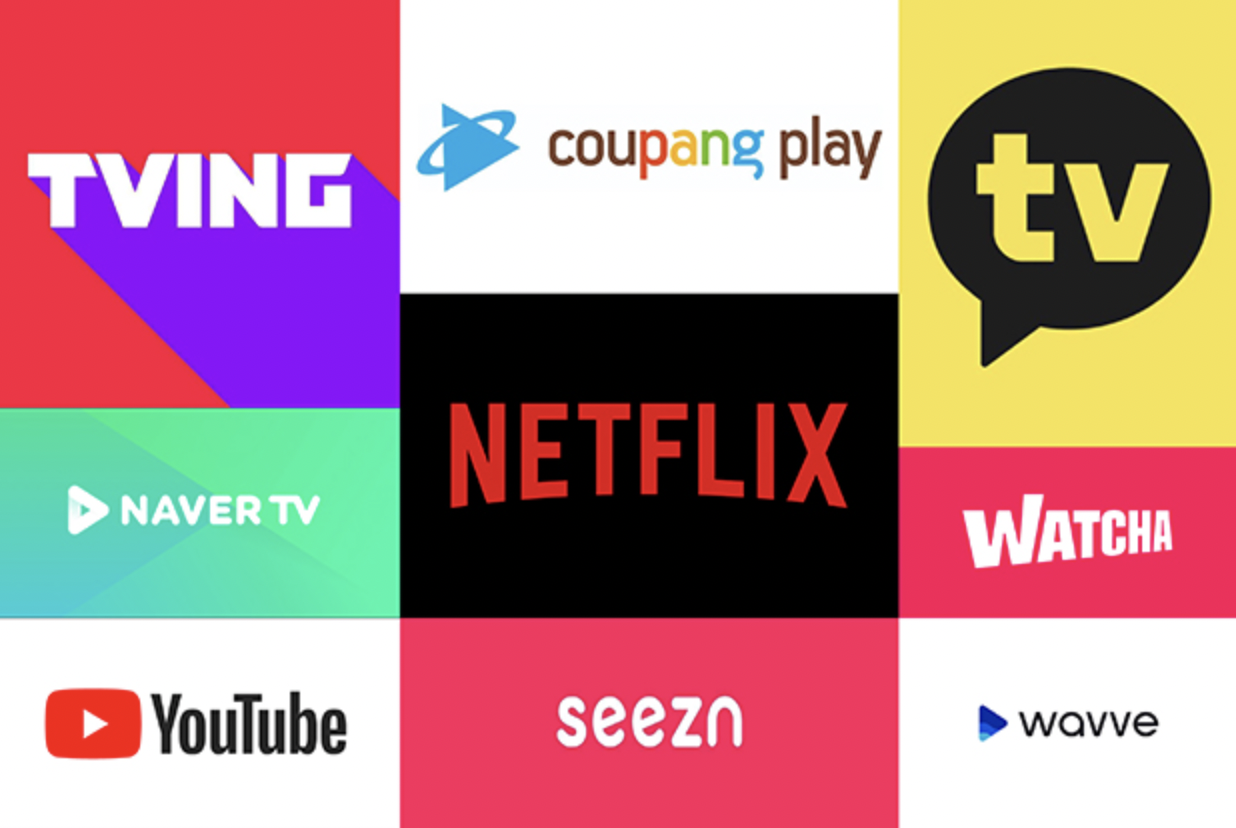 TVING
coupang play
tv
NAVER TV
NETFLIX
WATCHA
YouTube
seezn
wavve